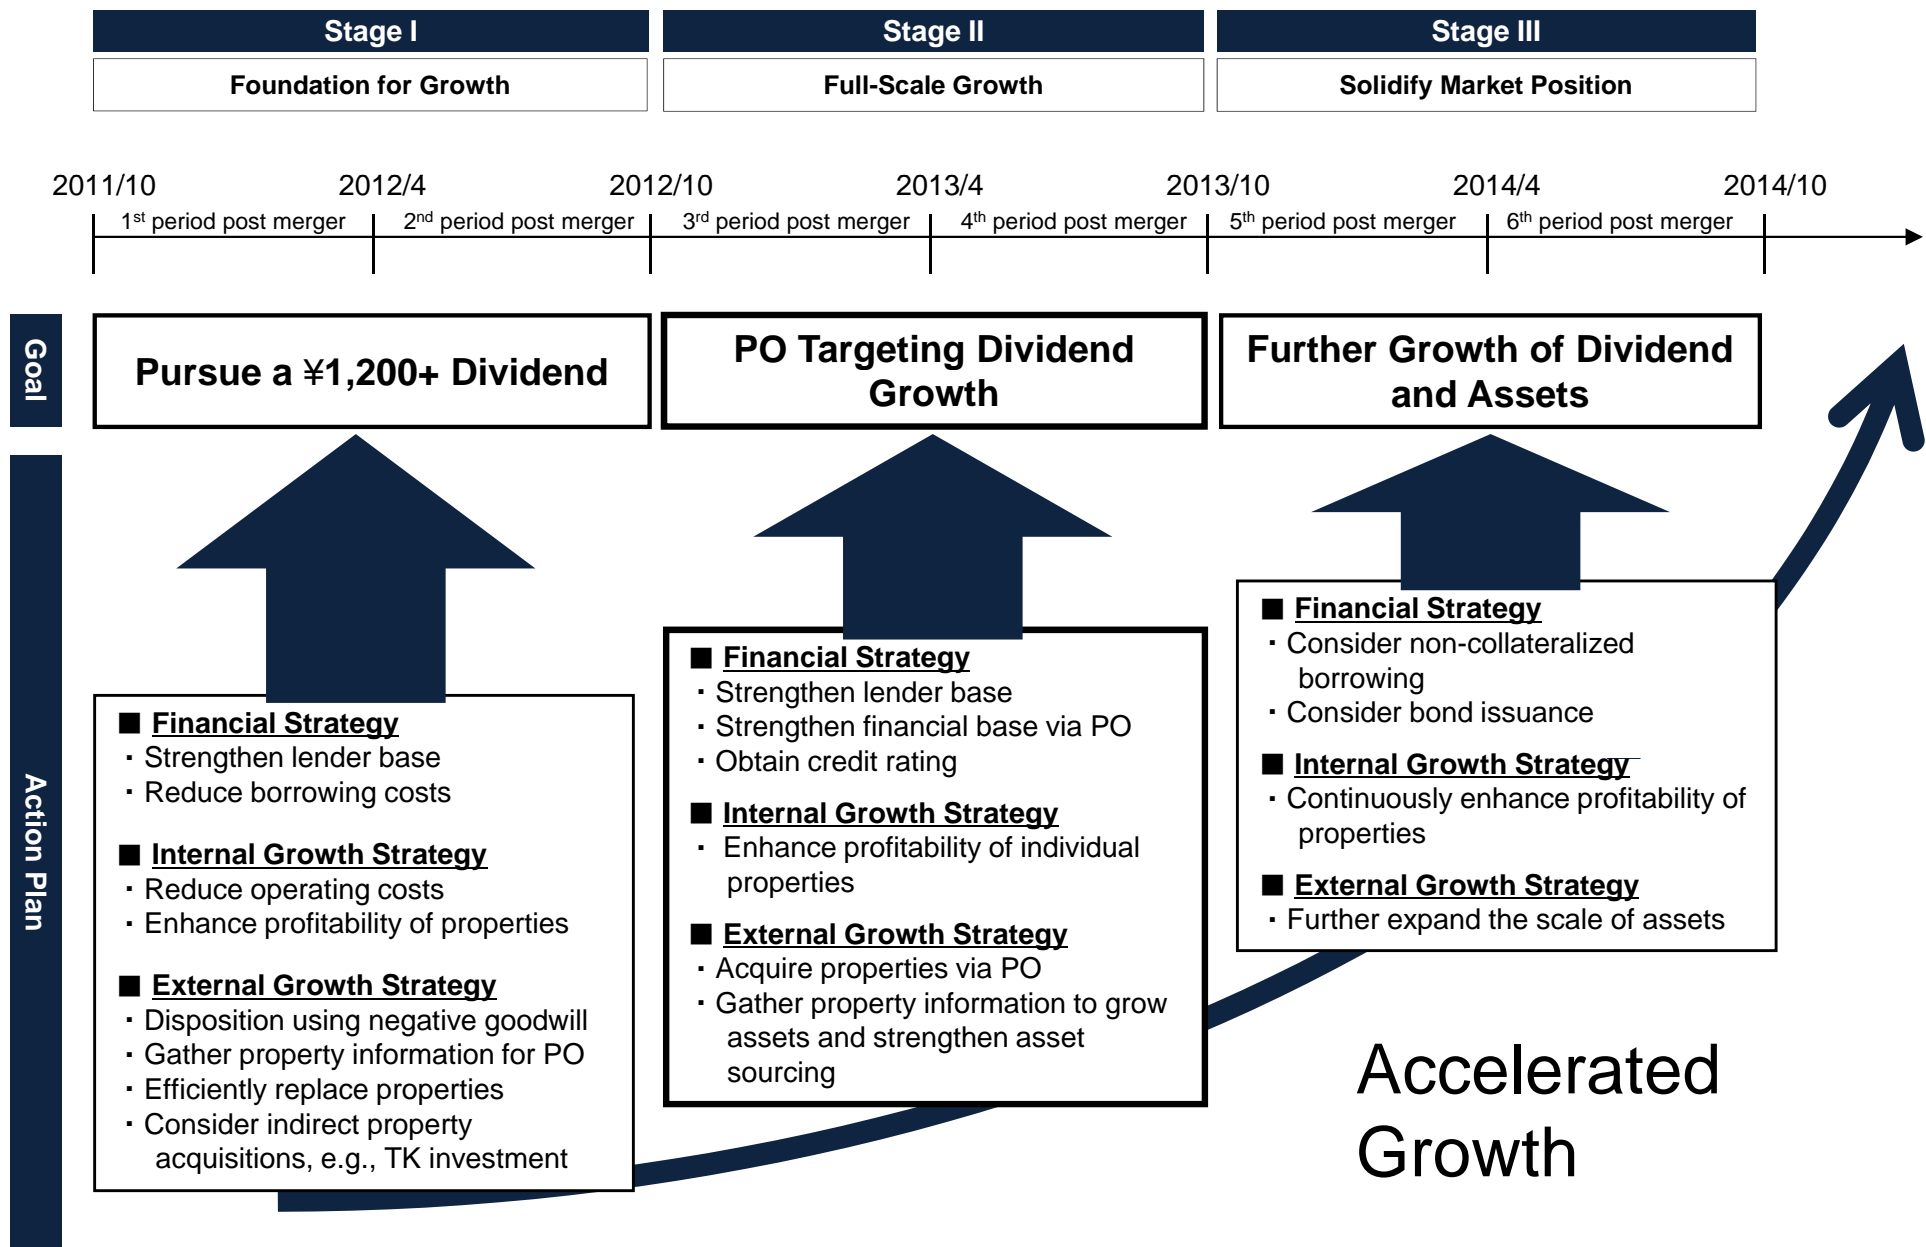 Stage I
Stage II
Stage III
Foundation for Growth
Full-Scale Growth
Solidify Market Position
2011/10
2012/4
2012/10
2013/4
2013/10
2014/4
2014/10
1st period post merger
2nd period post merger
3rd period post merger
4th period post merger
5th period post merger
6th period post merger
Goal
Pursue a ¥1,200+ Dividend
PO Targeting Dividend
Growth
Further Growth of Dividend
and Assets
Action Plan
■ Financial Strategy
・Strengthen lender base
・Reduce borrowing costs
■ Internal Growth Strategy
・Reduce operating costs
・Enhance profitability of properties
■ External Growth Strategy
・Disposition using negative goodwill
・Gather property information for PO
・Efficiently replace properties
・Consider indirect property
acquisitions, e.g., TK investment
■ Financial Strategy
・Strengthen lender base
・Strengthen financial base via PO
・Obtain credit rating
■ Internal Growth Strategy
・Enhance profitability of individual
properties
■ External Growth Strategy
・Acquire properties via PO
・Gather property information to grow
assets and strengthen asset
sourcing
■ Financial Strategy
・Consider non-collateralized
borrowing
・Consider bond issuance
■ Internal Growth Strategy
・Continuously enhance profitability of
properties
■ External Growth Strategy
・Further expand the scale of assets
Accelerated
Growth